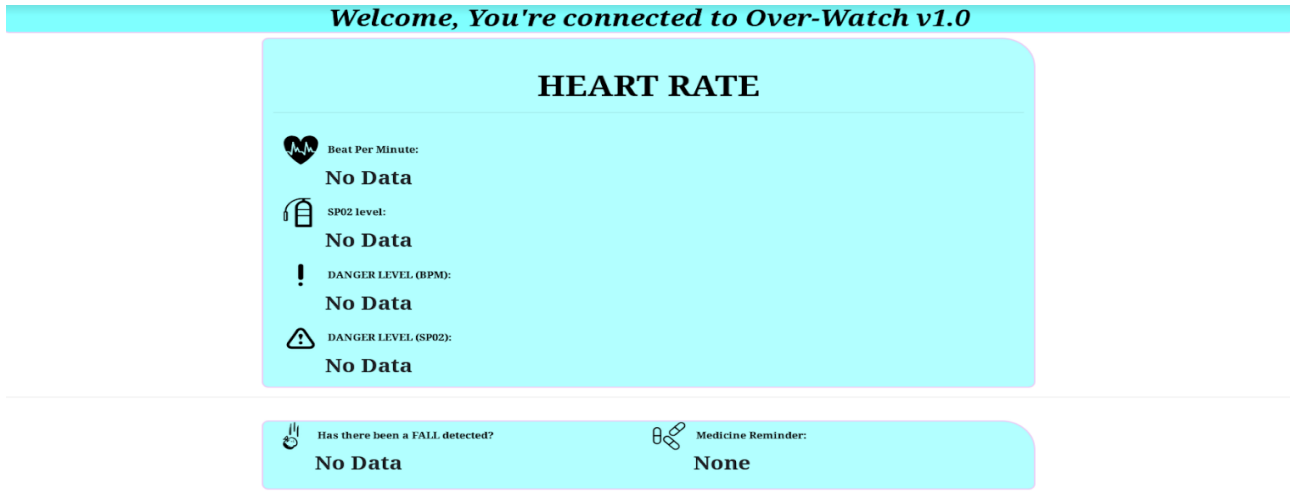 Welcome, You're connected to Over-Watch v1.0
HEART RATE
Beat Per Minute:
No Data
SP02 level:
No Data
DANGER LEVEL (BPM):
No Data
DANGER LEVEL (SP02):
No Data
Has there been a FALL detected?
No Data
Medicine Reminder:
None